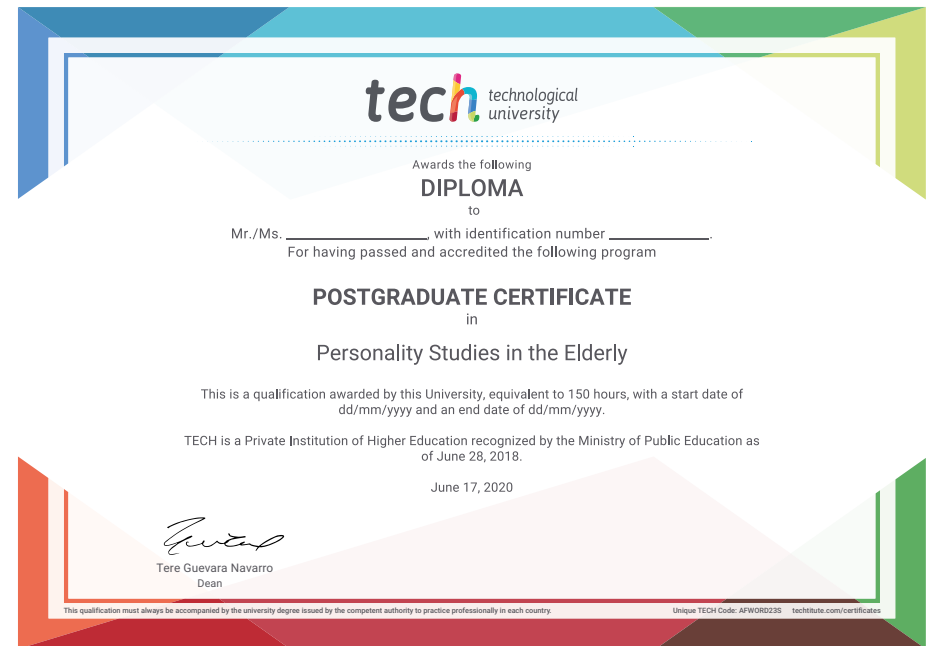 tech technological
university
Awards the following
DIPLOMA
to
Mr./Ms. ____________________, with identification number ______________.
For having passed and accredited the following program
POSTGRADUATE CERTIFICATE
in
Personality Studies in the Elderly
This is a qualification awarded by this University, equivalent to 150 hours, with a start date of
dd/mm/yyyy and an end date of dd/mm/yyyy.
TECH is a Private Institution of Higher Education recognized by the Ministry of Public Education as
of June 28, 2018.
June 17, 2020
Tere Guevara Navarro
Dean
This qualification must always be accompanied by the university degree issued by the competent authority to practice professionally in each country. Unique TECH Code: AFWORD23S techtitute.com/certificates